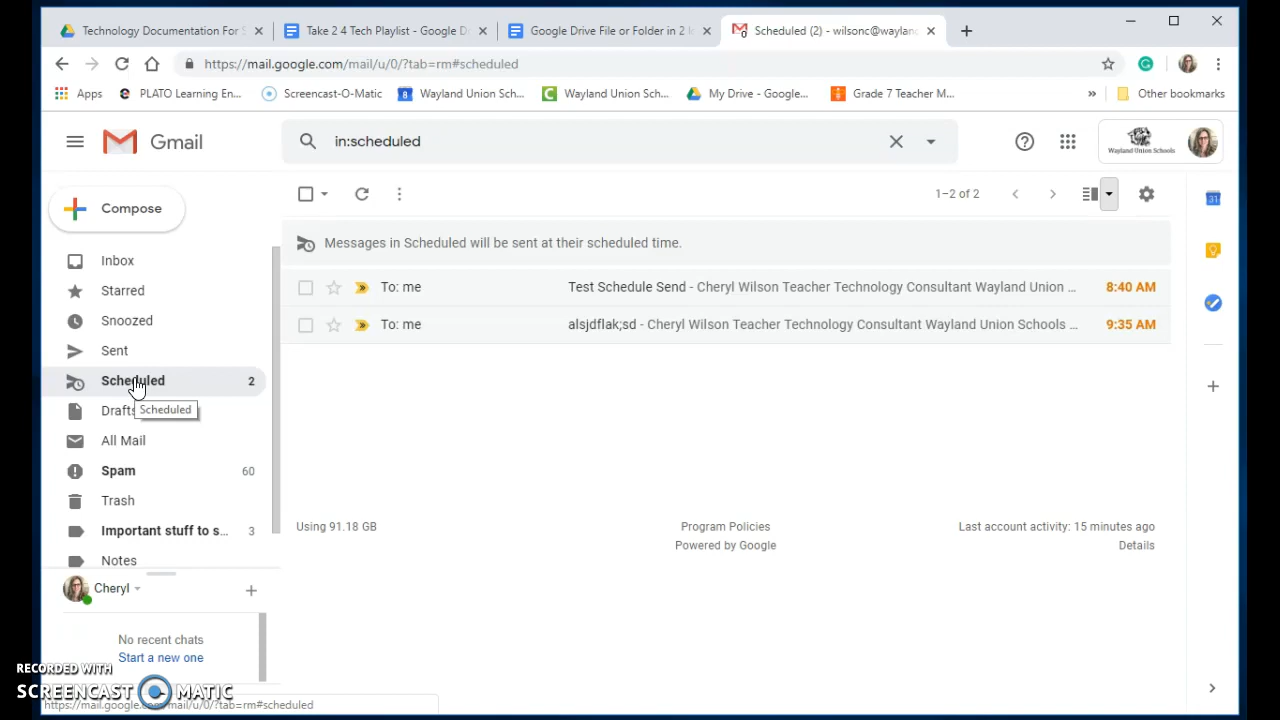 Technology Documentation For S
Take 2 4 Tech Playlist - Google Do
Google Drive File or Folder in 2 lo
Scheduled (2) - wilsonc@wayland
https://mail.google.com/mail/u/0/?tab=rm#scheduled
Apps
PLATO Learning En...
Screencast-O-Matic
8 Wayland Union Sch...
Wayland Union Sch...
My Drive - Google...
Grade 7 Teacher M...
»
Other bookmarks
Gmail
in:scheduled
Wayland Union Schools
Compose
1–2 of 2
31
Messages in Scheduled will be sent at their scheduled time.
Inbox
Starred
Snoozed
Sent
Scheduled 2
Scheduled
Drafts
All Mail
Spam 60
Trash
Important stuff to s... 3
Notes
To: me Test Schedule Send - Cheryl Wilson Teacher Technology Consultant Wayland Union ... 8:40 AM
To: me alsjdflak;sd - Cheryl Wilson Teacher Technology Consultant Wayland Union Schools ... 9:35 AM
Using 91.18 GB
Program Policies
Powered by Google
Last account activity: 15 minutes ago
Details
Cheryl
No recent chats
Start a new one
RECORDED WITH
SCREENCAST MATIC
https://mail.google.com/mail/u/0/?tab=rm#scheduled